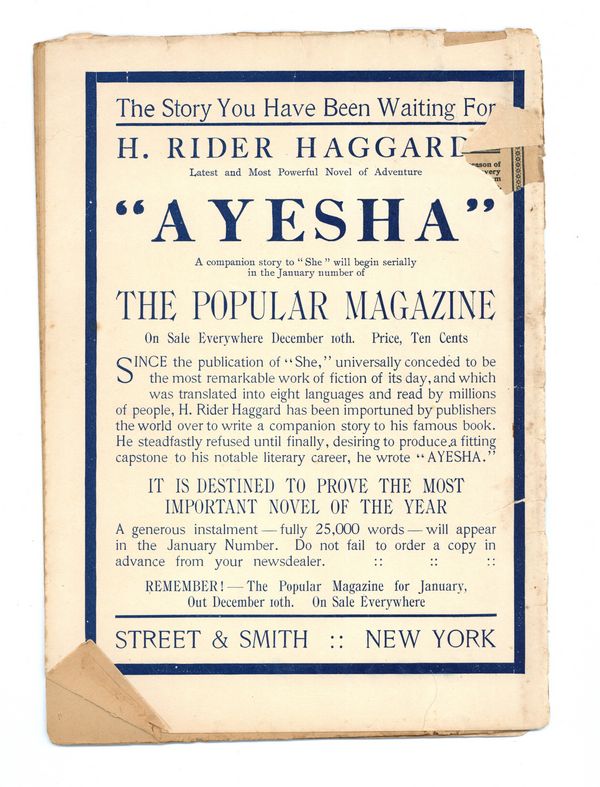 The Story You Have Been Waiting For
H. RIDER HAGGARD
Latest and Most Powerful Novel of Adventure
ason of
very
m
“AYESHA”
A companion story to “She” will begin serially
in the January number of
THE POPULAR MAGAZINE
On Sale Everywhere December 10th. Price, Ten Cents
SINCE the publication of “She,” universally conceded to be
the most remarkable work of fiction of its day, and which
was translated into eight languages and read by millions
of people, H. Rider Haggard has been importuned by publishers
the world over to write a companion story to his famous book.
He steadfastly refused until finally, desiring to produce a fitting
capstone to his notable literary career, he wrote “AYESHA.”
IT IS DESTINED TO PROVE THE MOST
IMPORTANT NOVEL OF THE YEAR
A generous instalment — fully 25,000 words — will appear
in the January Number. Do not fail to order a copy in
advance from your newsdealer. :: :: ::
REMEMBER! — The Popular Magazine for January,
Out December 10th. On Sale Everywhere
STREET & SMITH :: NEW YORK